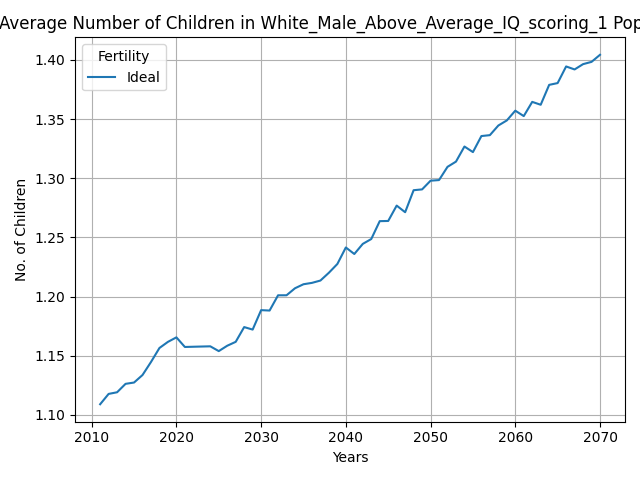 Average Number of Children in White_Male_Above_Average_IQ_scoring_1 Pop
Fertility
Ideal
No. of Children
1.40
1.35
1.30
1.25
1.20
1.15
1.10
2010 2020 2030 2040 2050 2060 2070
Years